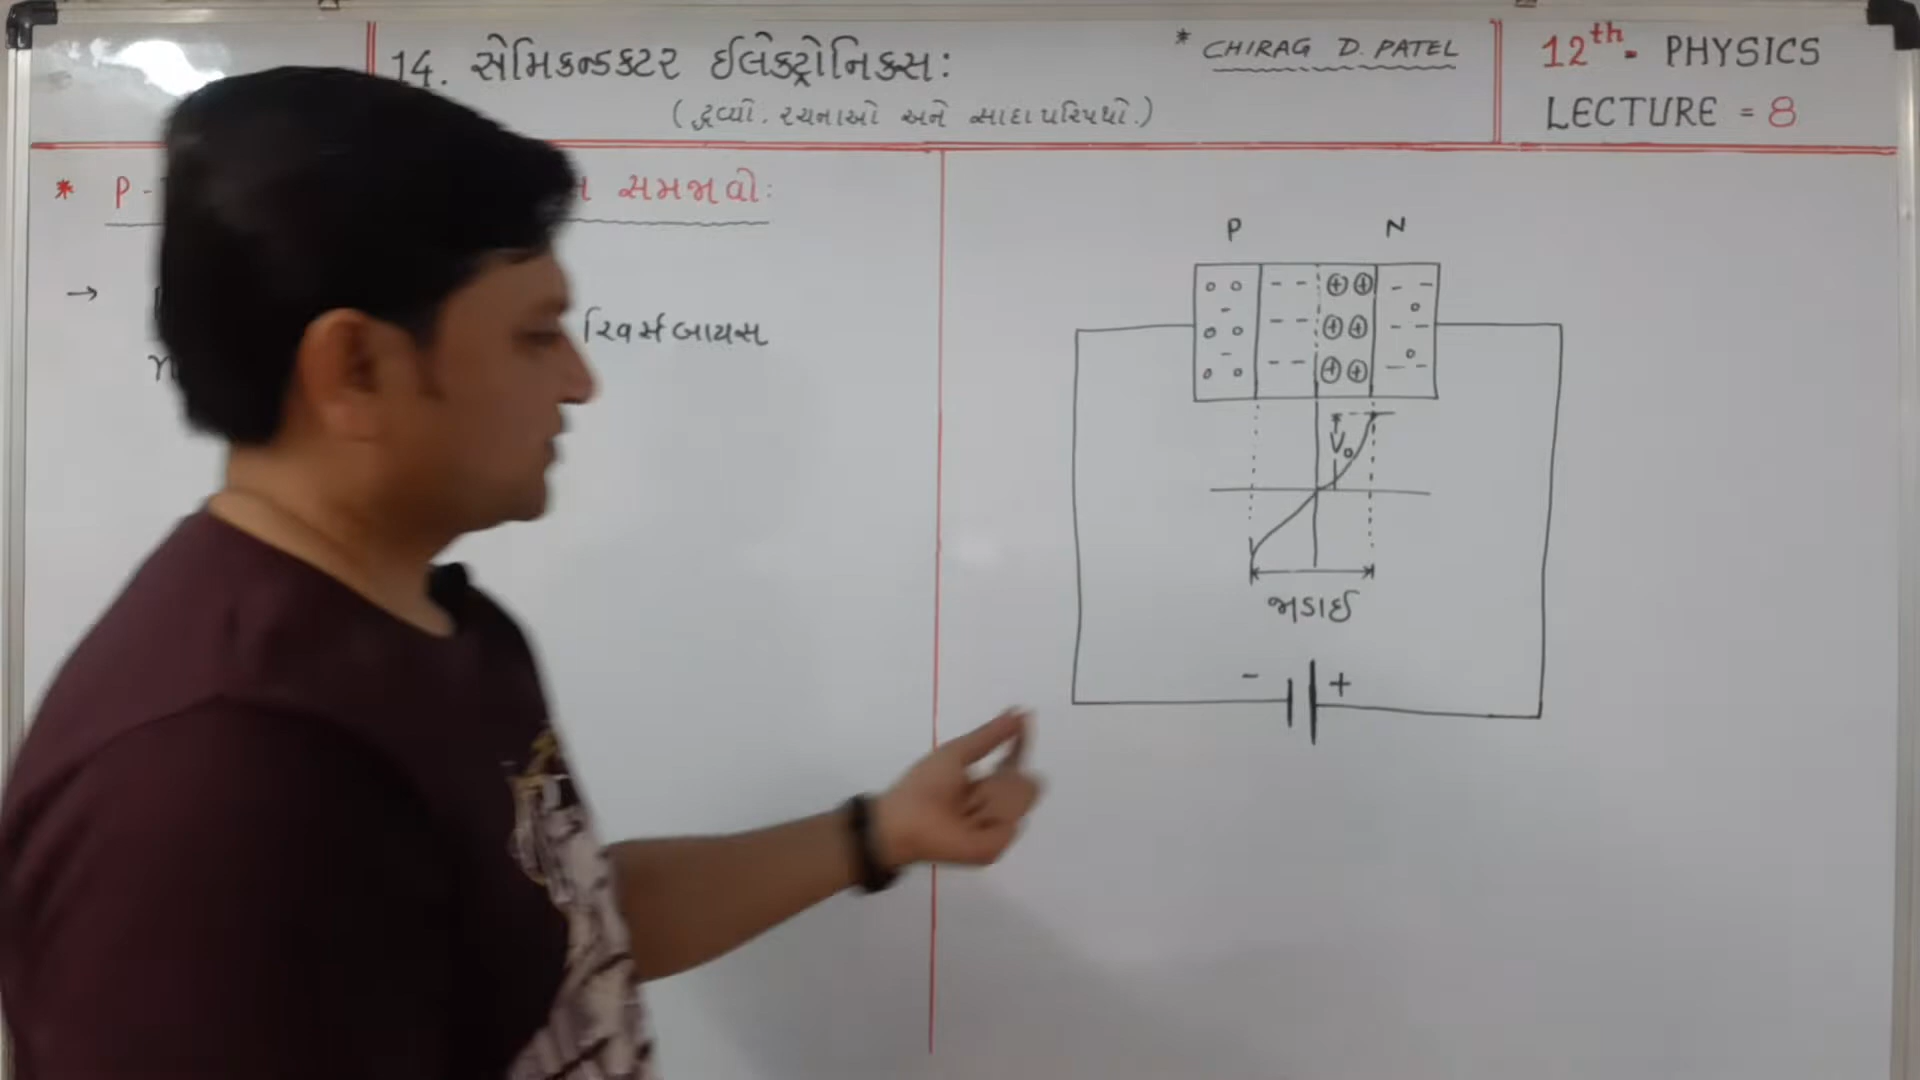 14. સેમિકન્ડક્ટર ઈલેક્ટ્રોનિક્સ:
(દ્રવ્યો. રચનાઓ અને સાદા પરિપથો.)
* CHIRAG D. PATEL
12th - PHYSICS
LECTURE = 8
* P - સમજાવો:
→
રિવર્સ બાયસ
P N
V₀
જાડાઈ
- +